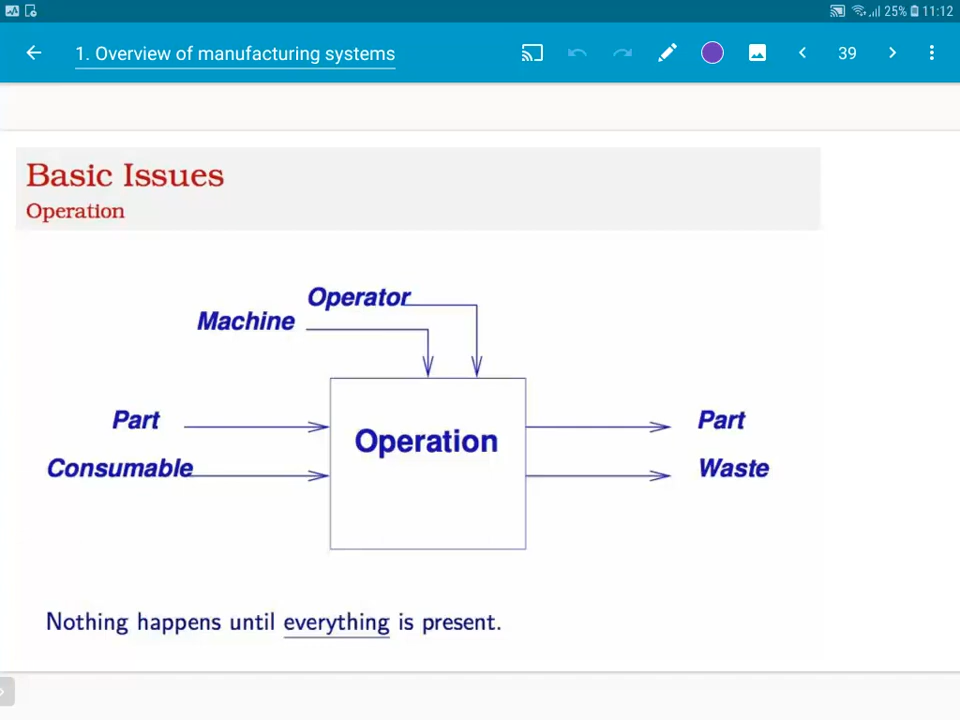 25% 11:12
1. Overview of manufacturing systems
39
Basic Issues
Operation
Operator
Machine
Part
Consumable
Operation
Part
Waste
Nothing happens until everything is present.